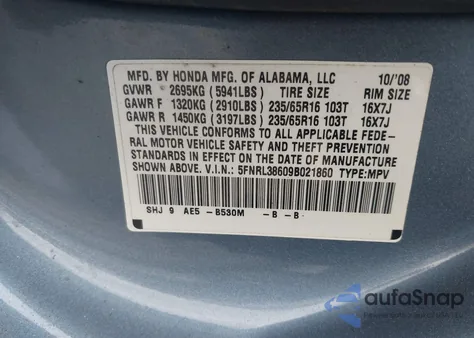 MFD. BY HONDA MFG. OF ALABAMA, LLC 10/'08
GVWR 2695KG (5941LBS) TIRE SIZE RIM SIZE
GAWR F 1320KG (2910LBS) 235/65R16 103T 16X7J
GAWR R 1450KG (3197LBS) 235/65R16 103T 16X7J
THIS VEHICLE CONFORMS TO ALL APPLICABLE FEDE-
RAL MOTOR VEHICLE SAFETY AND THEFT PREVENTION
STANDARDS IN EFFECT ON THE DATE OF MANUFACTURE
SHOWN ABOVE. V.I.N.: 5FNRL38609B021860 TYPE:MPV
SHJ 9 AE5 -B530M -B -B
aufaSnap